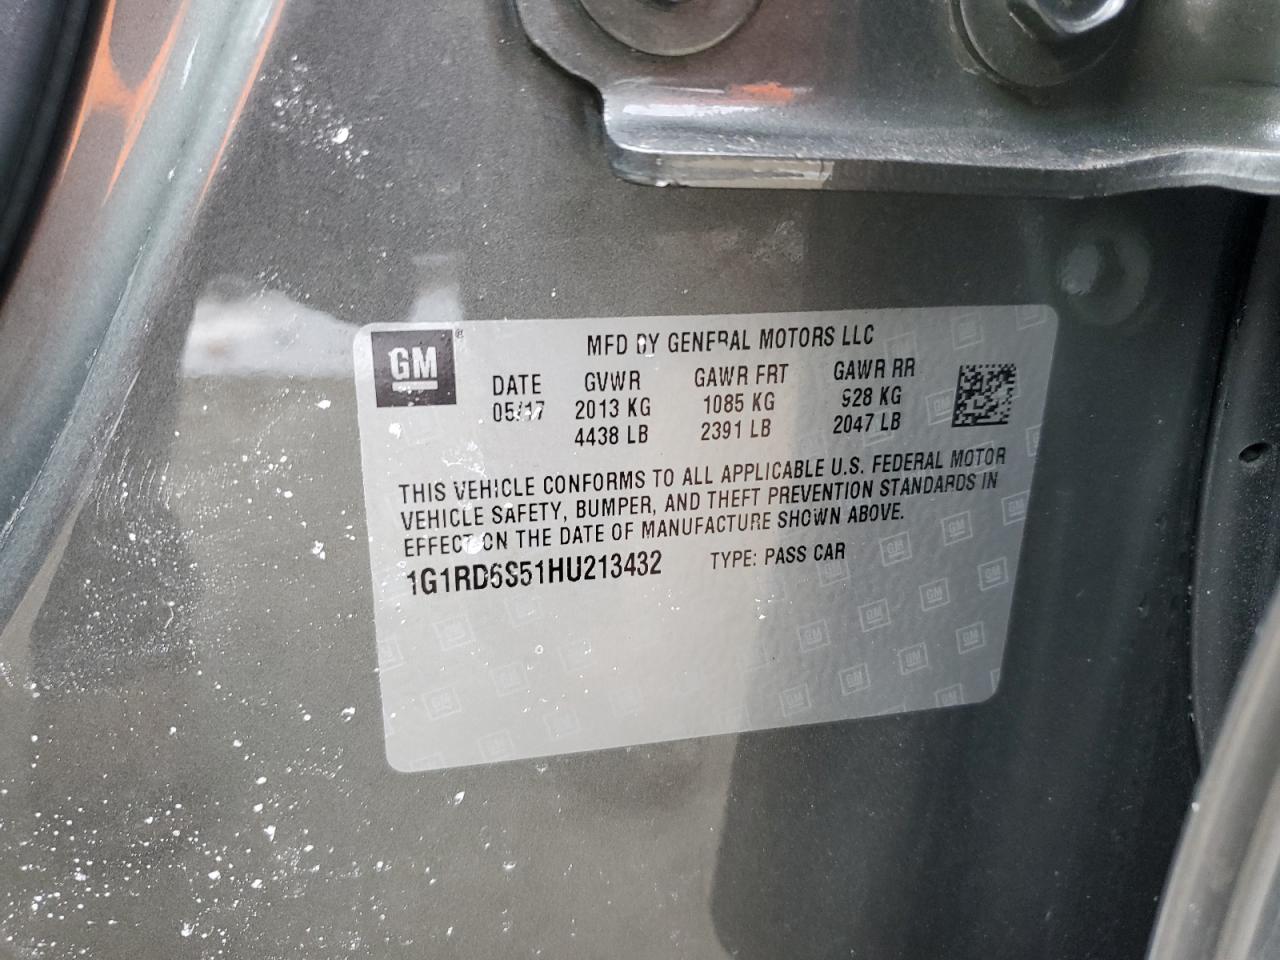 GM ®
MFD BY GENERAL MOTORS LLC
DATE GVWR GAWR FRT GAWR RR
05/17 2013 KG 1085 KG 928 KG
4438 LB 2391 LB 2047 LB
THIS VEHICLE CONFORMS TO ALL APPLICABLE U.S. FEDERAL MOTOR
VEHICLE SAFETY, BUMPER, AND THEFT PREVENTION STANDARDS IN
EFFECT ON THE DATE OF MANUFACTURE SHOWN ABOVE.
1G1RD6S51HU213432 TYPE: PASS CAR